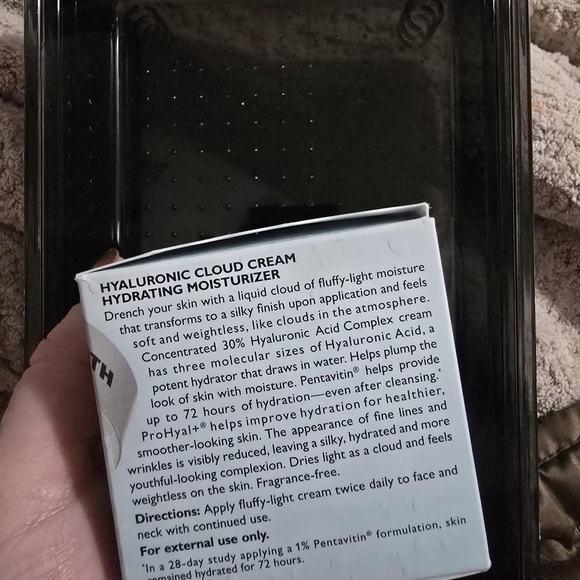 HYALURONIC CLOUD CREAM
HYDRATING MOISTURIZER
Drench your skin with a liquid cloud of fluffy-light moisture
that transforms to a silky finish upon application and feels
soft and weightless, like clouds in the atmosphere.
Concentrated 30% Hyaluronic Acid Complex cream
has three molecular sizes of Hyaluronic Acid, a
potent hydrator that draws in water. Helps plump the
look of skin with moisture. Pentavitin® helps provide
up to 72 hours of hydration—even after cleansing.*
ProHyal+® helps improve hydration for healthier,
smoother-looking skin. The appearance of fine lines and
wrinkles is visibly reduced, leaving a silky, hydrated and more
youthful-looking complexion. Dries light as a cloud and feels
weightless on the skin. Fragrance-free.
Directions: Apply fluffy-light cream twice daily to face and
neck with continued use.
For external use only.
*In a 28-day study applying a 1% Pentavitin® formulation, skin
remained hydrated for 72 hours.
TH